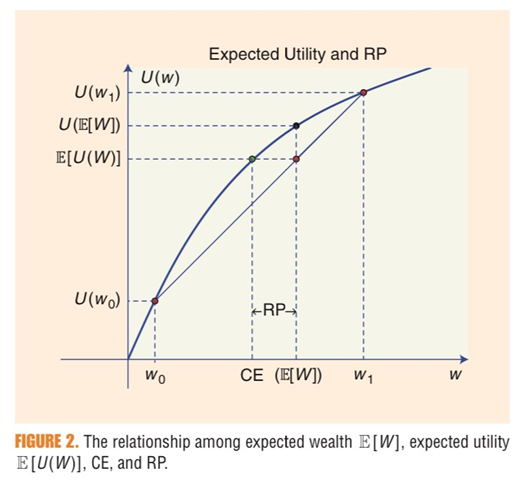 Expected Utility and RP
U(w)
U(w₁)
U(𝔼[W])
𝔼[U(W)]
U(w₀)
←RP→
w₀ CE (𝔼[W]) w₁ w
FIGURE 2. The relationship among expected wealth 𝔼[W], expected utility
𝔼[U(W)], CE, and RP.